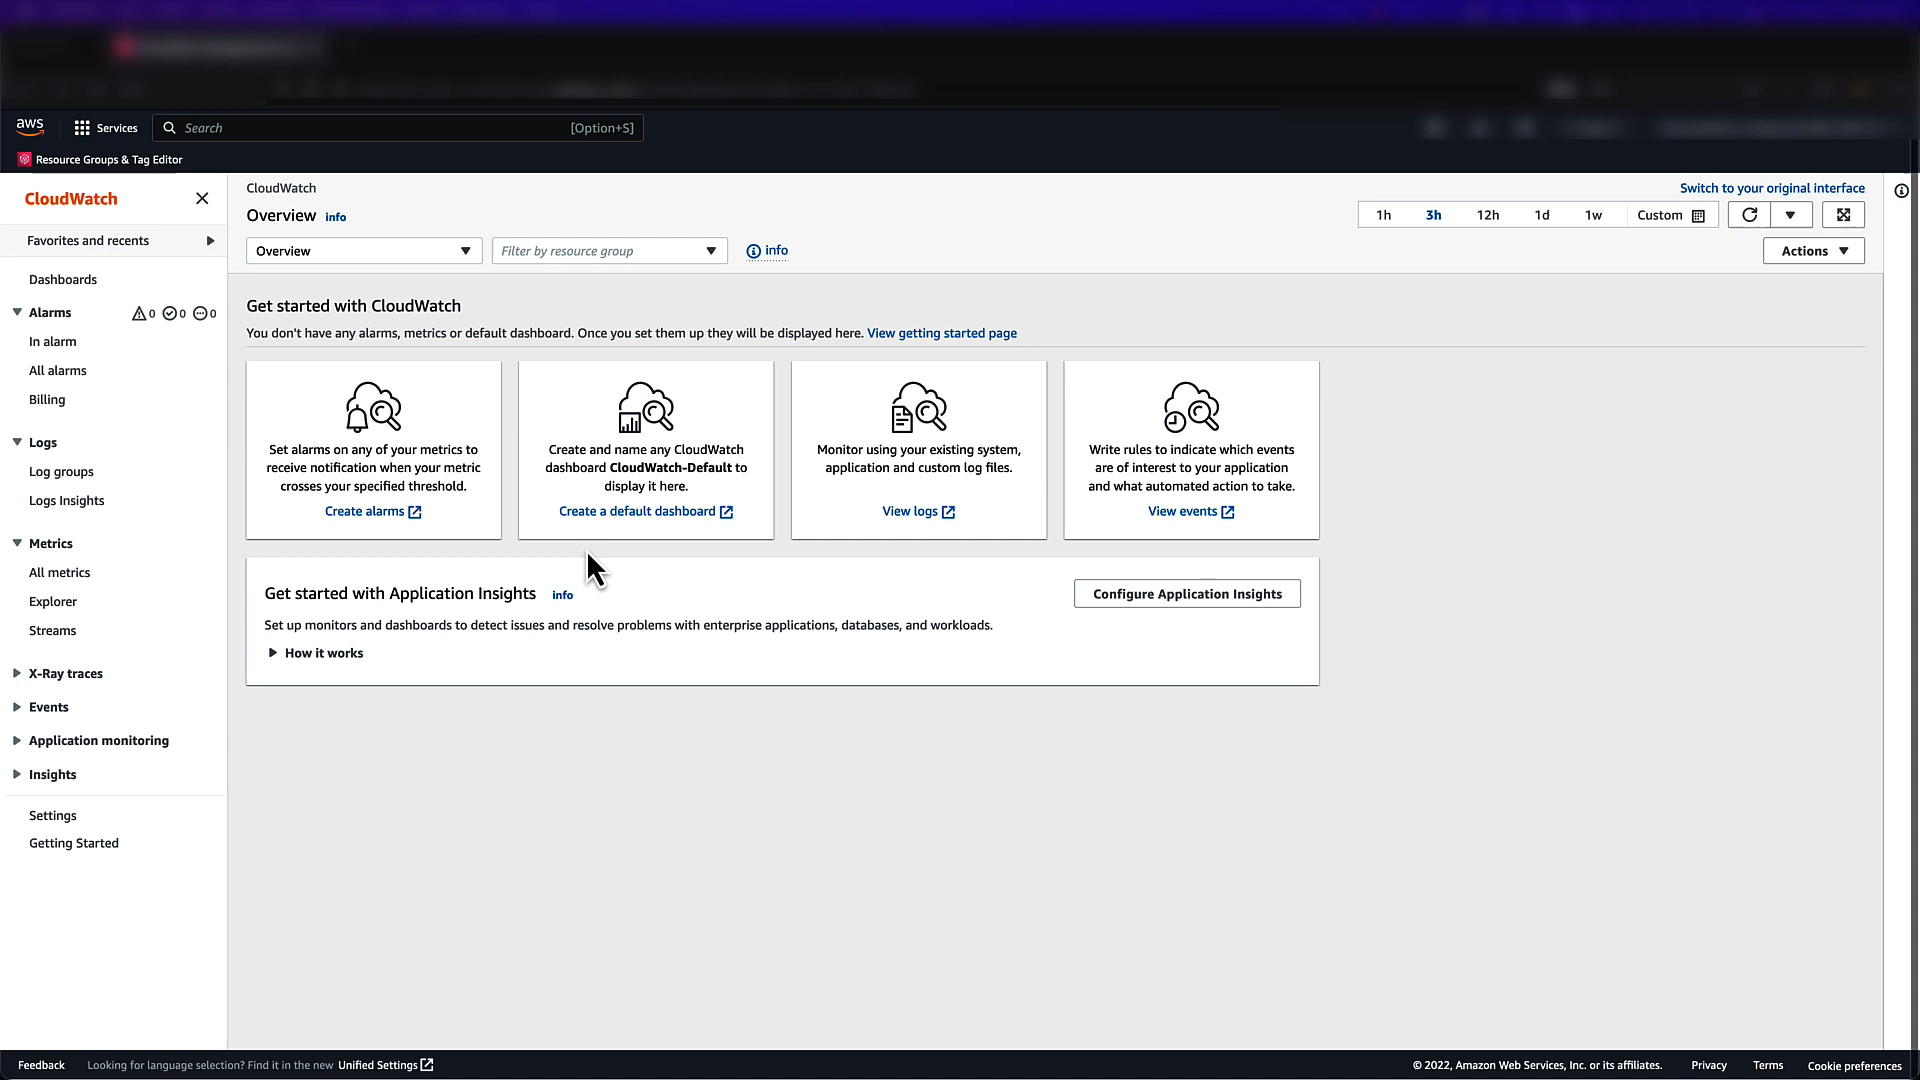 aws
Services
Search
[Option+S]
Resource Groups & Tag Editor
CloudWatch
Favorites and recents
Dashboards
Alarms
0
0
0
In alarm
All alarms
Billing
Logs
Log groups
Logs Insights
Metrics
All metrics
Explorer
Streams
X-Ray traces
Events
Application monitoring
Insights
Settings
Getting Started
CloudWatch
Switch to your original interface
Overview info
1h 3h 12h 1d 1w Custom
Overview
Filter by resource group
info
Actions
Get started with CloudWatch
You don't have any alarms, metrics or default dashboard. Once you set them up they will be displayed here. View getting started page
Set alarms on any of your metrics to
receive notification when your metric
crosses your specified threshold.
Create alarms
Create and name any CloudWatch
dashboard CloudWatch-Default to
display it here.
Create a default dashboard
Monitor using your existing system,
application and custom log files.
View logs
Write rules to indicate which events
are of interest to your application
and what automated action to take.
View events
Get started with Application Insights info
Configure Application Insights
Set up monitors and dashboards to detect issues and resolve problems with enterprise applications, databases, and workloads.
How it works
Feedback
Looking for language selection? Find it in the new Unified Settings
© 2022, Amazon Web Services, Inc. or its affiliates.
Privacy
Terms
Cookie preferences